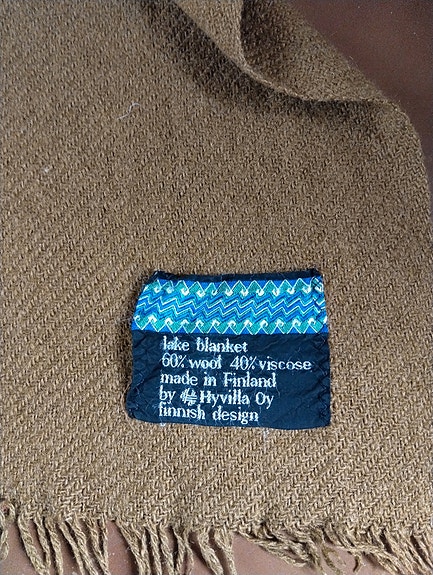 lake blanket
60% wool 40% viscose
made in Finland
by Hyvilla Oy
finnish design